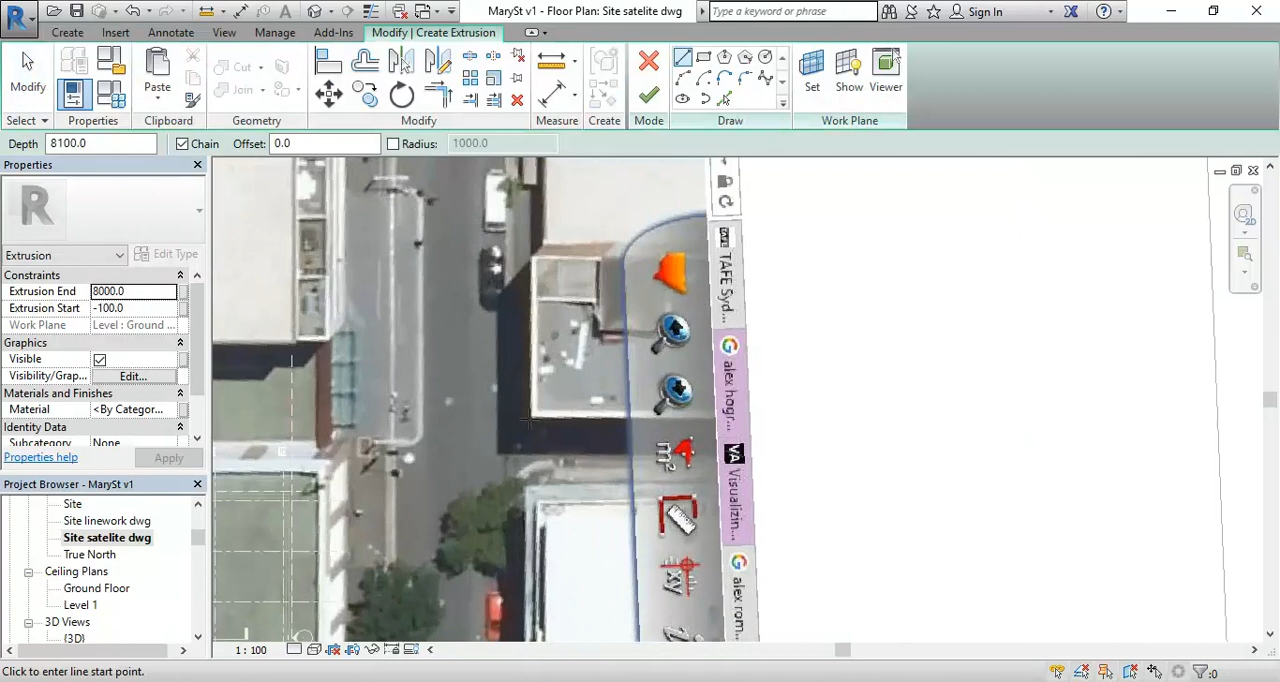 MarySt v1 - Floor Plan: Site satelite dwg
Type a keyword or phrase
Sign In
Create
Insert
Annotate
View
Manage
Add-Ins
Modify | Create Extrusion
Modify
Paste
Cut
Join
Set
Show
Viewer
Select
Properties
Clipboard
Geometry
Modify
Measure
Create
Mode
Draw
Work Plane
Depth
8100.0
Chain
Offset:
0.0
Radius:
1000.0
Properties
Extrusion
Edit Type
Constraints
Extrusion End
8000.0
Extrusion Start
-100.0
Work Plane
Level : Ground ...
Graphics
Visible
Visibility/Grap...
Edit...
Materials and Finishes
Material
<By Categor...
Identity Data
Subcategory
None
Properties help
Apply
Project Browser - MarySt v1
Site
Site linework dwg
Site satelite dwg
True North
Ceiling Plans
Ground Floor
Level 1
3D Views
{3D}
TAFE Syd...
alex hogr...
VA
Visualizin...
alex rom...
m²
xy
2D
1 : 100
Click to enter line start point.
:0